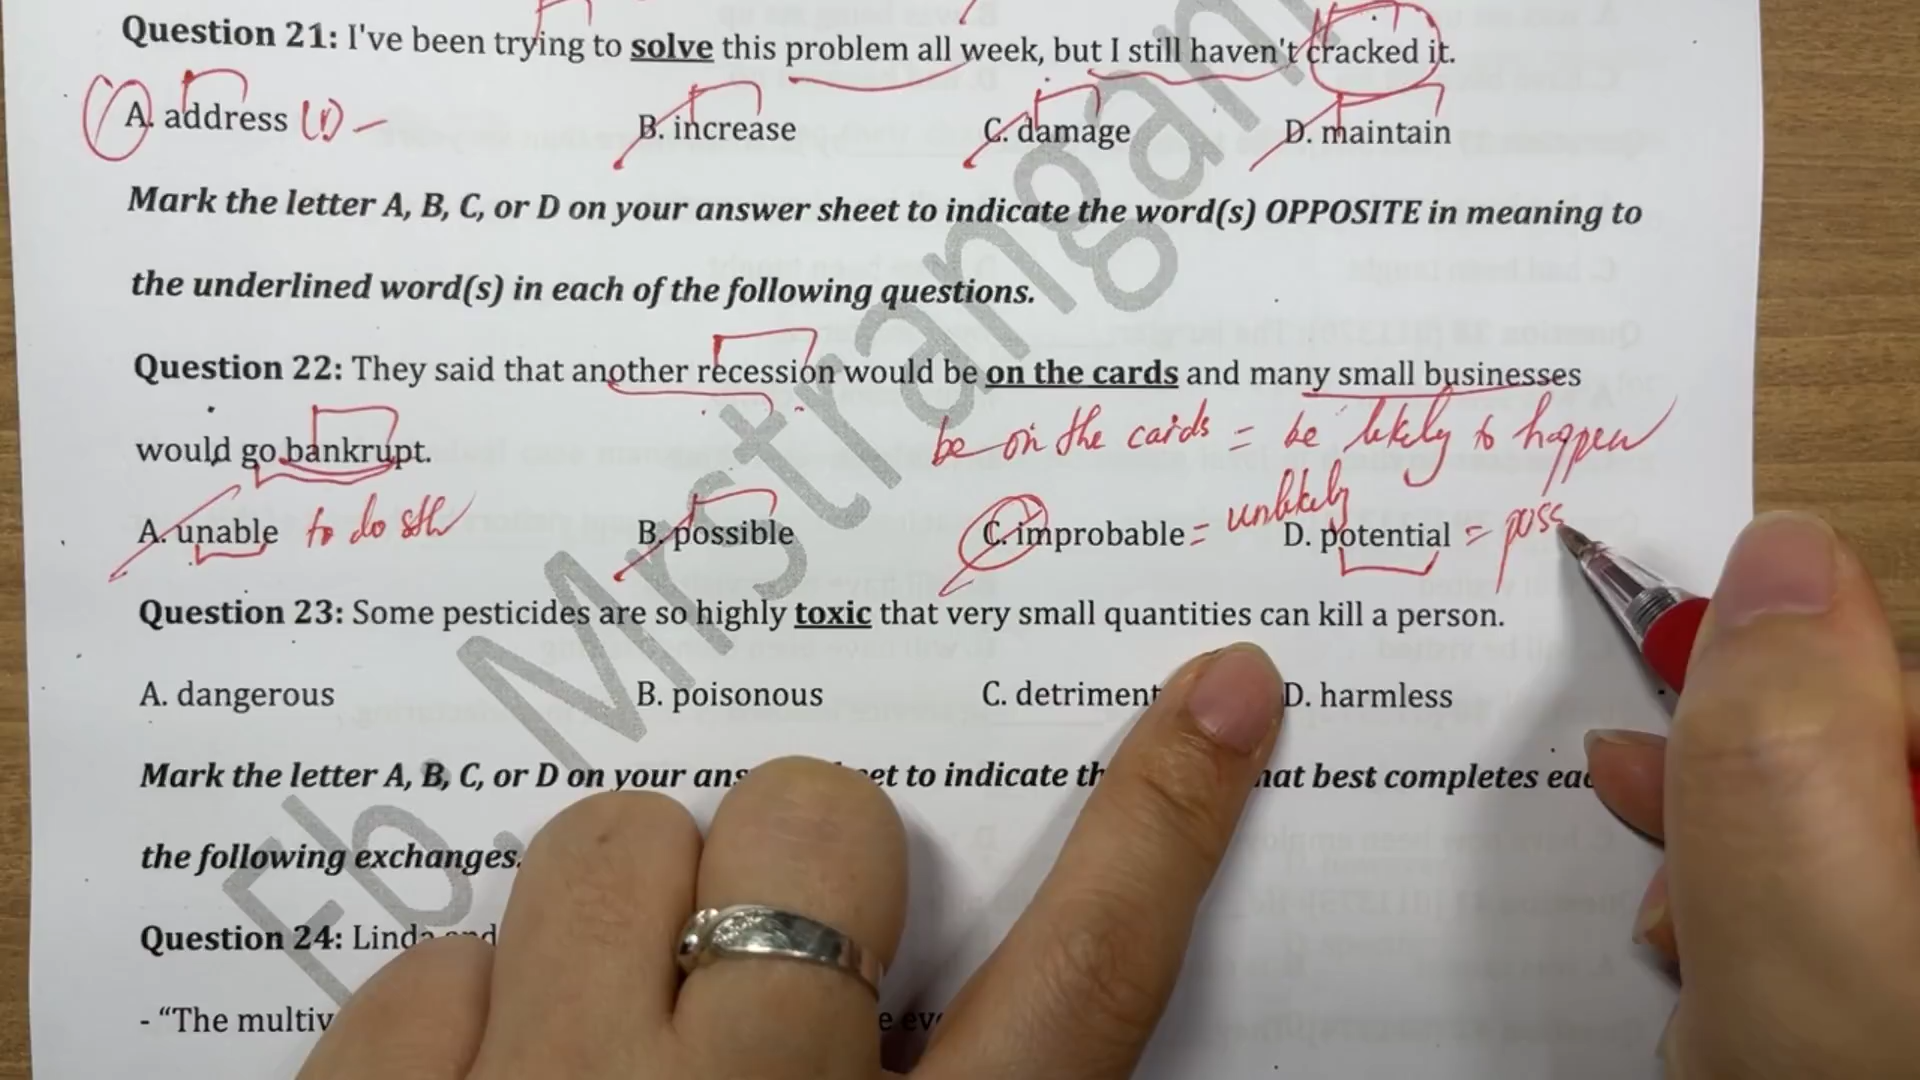 Question 21: I've been trying to solve this problem all week, but I still haven't cracked it.
A. address (v) – B. increase C. damage D. maintain
Mark the letter A, B, C, or D on your answer sheet to indicate the word(s) OPPOSITE in meaning to
the underlined word(s) in each of the following questions.
Question 22: They said that another recession would be on the cards and many small businesses
would go bankrupt.
be on the cards = be likely to happen
A. unable to do sth B. possible C. improbable = unlikely D. potential = poss
Question 23: Some pesticides are so highly toxic that very small quantities can kill a person.
A. dangerous B. poisonous C. detriment D. harmless
Mark the letter A, B, C, or D on your ans et to indicate th hat best completes eac
the following exchanges.
Question 24: Linda and
- “The multiv e eve
Fb. Mrstrangan